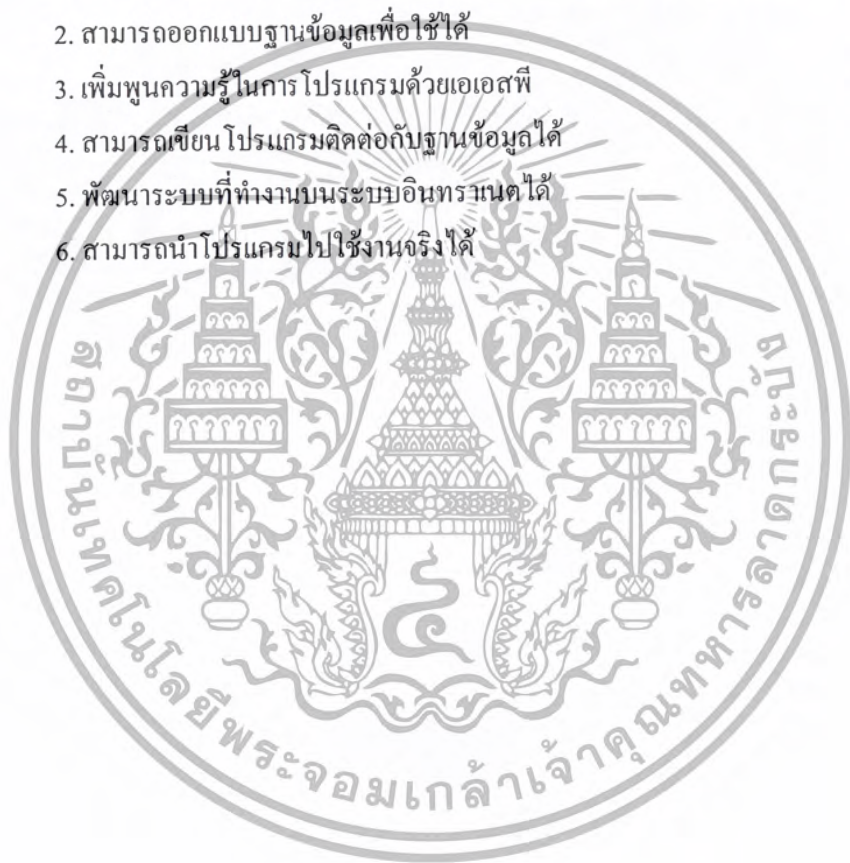 2. สามารถออกแบบฐานข้อมูลเพื่อใช้ได้
3. เพิ่มพูนความรู้ในการโปรแกรมด้วยเอเอสพี
4. สามารถเขียนโปรแกรมติดต่อกับฐานข้อมูลได้
5. พัฒนาระบบที่ทำงานบนระบบอินทราเนตได้
6. สามารถนำโปรแกรมไปใช้งานจริงได้
สถาบันเทคโนโลยีพระจอมเกล้าเจ้าคุณทหารลาดกระบัง